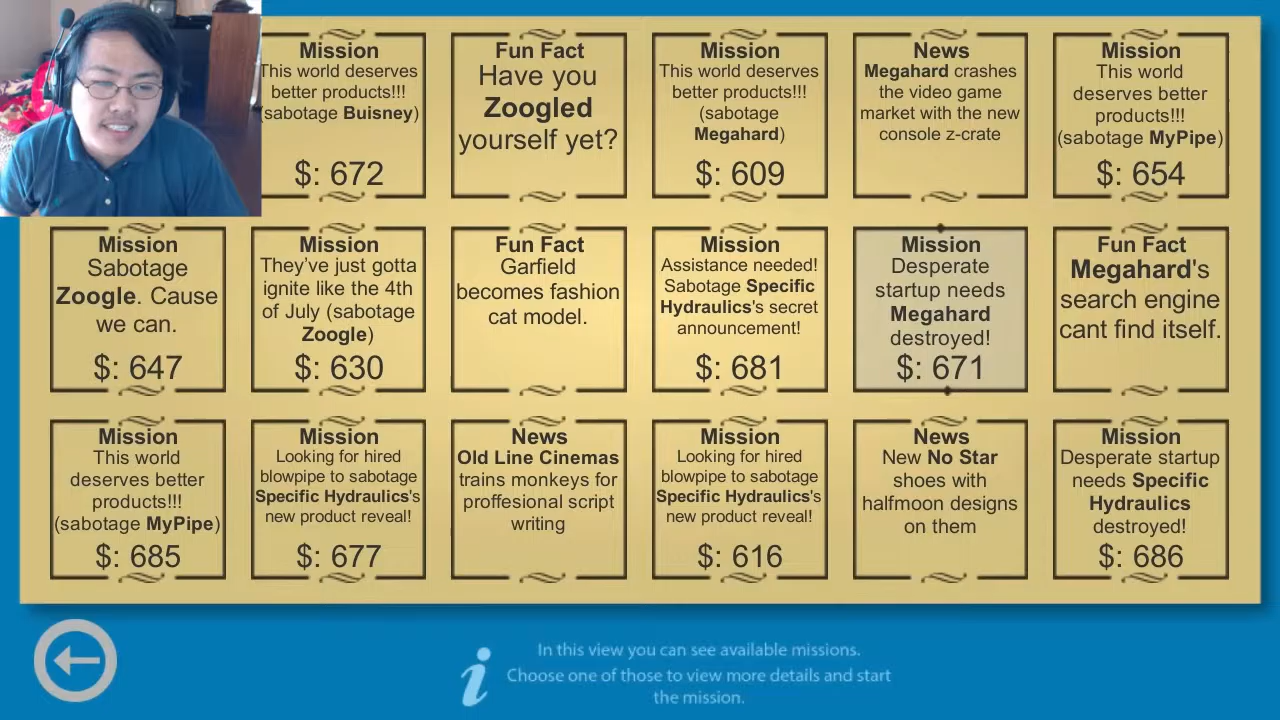 Mission
This world deserves
better products!!!
(sabotage Buisney)
$: 672
Fun Fact
Have you
Zoogled
yourself yet?
Mission
This world deserves
better products!!!
(sabotage
Megahard)
$: 609
News
Megahard crashes
the video game
market with the new
console z-crate
Mission
This world
deserves better
products!!!
(sabotage MyPipe)
$: 654
Mission
Sabotage
Zoogle. Cause
we can.
$: 647
Mission
They've just gotta
ignite like the 4th
of July (sabotage
Zoogle)
$: 630
Fun Fact
Garfield
becomes fashion
cat model.
Mission
Assistance needed!
Sabotage Specific
Hydraulics's secret
announcement!
$: 681
Mission
Desperate
startup needs
Megahard
destroyed!
$: 671
Fun Fact
Megahard's
search engine
cant find itself.
Mission
This world
deserves better
products!!!
(sabotage MyPipe)
$: 685
Mission
Looking for hired
blowpipe to sabotage
Specific Hydraulics's
new product reveal!
$: 677
News
Old Line Cinemas
trains monkeys for
proffesional script
writing
Mission
Looking for hired
blowpipe to sabotage
Specific Hydraulics's
new product reveal!
$: 616
News
New No Star
shoes with
halfmoon designs
on them
Mission
Desperate startup
needs Specific
Hydraulics
destroyed!
$: 686
In this view you can see available missions.
Choose one of those to view more details and start
the mission.